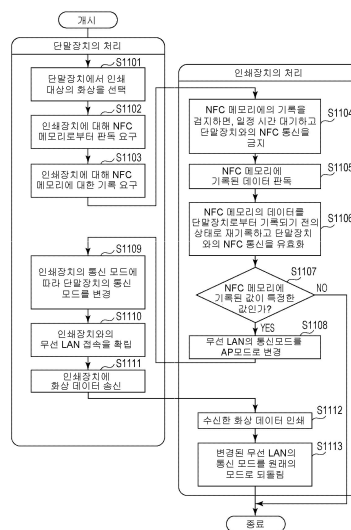 개시
단말장치의 처리
S1101
단말장치에서 인쇄
대상의 화상을 선택
S1102
인쇄장치에 대해 NFC
메모리로부터 판독 요구
S1103
인쇄장치에 대해 NFC
메모리에 대한 기록 요구
인쇄장치의 처리
NFC 메모리에의 기록을
검지하면, 일정 시간 대기하고
단말장치와의 NFC 통신을
금지
S1104
NFC 메모리에
기록된 데이터 판독
S1105
NFC 메모리의 데이터를
단말장치로부터 기록되기 전의
상태로 재기록하고 단말장치
와의 NFC 통신을 유효화
S1106
S1107
NFC 메모리에
기록된 값이 특정한
값인가?
NO
YES
S1108
무선 LAN의 통신모드를
AP모드로 변경
S1109
인쇄장치의 통신 모드에
따라 단말장치의 통신
모드를 변경
S1110
인쇄장치와의
무선 LAN 접속을 확립
S1111
인쇄장치에
화상 데이터 송신
S1112
수신한 화상 데이터 인쇄
S1113
변경된 무선 LAN의
통신 모드를 원래의
모드로 되돌림
종료